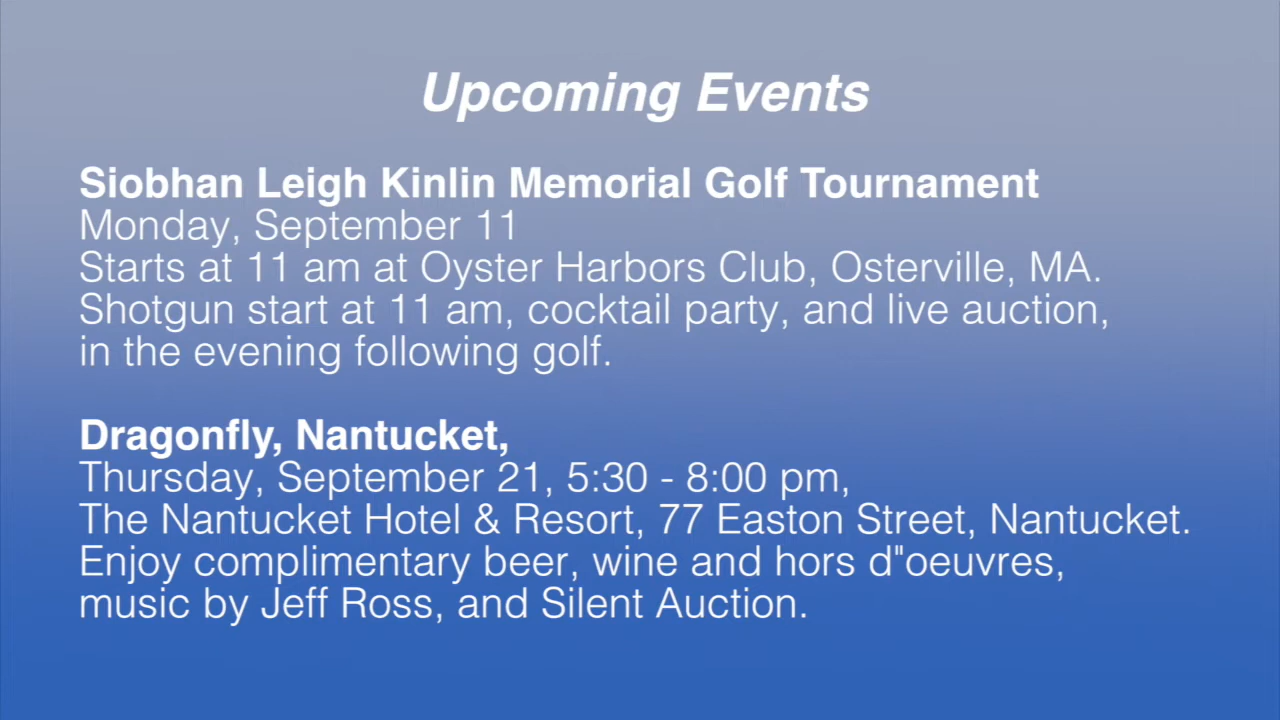 Upcoming Events
Siobhan Leigh Kinlin Memorial Golf Tournament
Monday, September 11
Starts at 11 am at Oyster Harbors Club, Osterville, MA.
Shotgun start at 11 am, cocktail party, and live auction,
in the evening following golf.
Dragonfly, Nantucket,
Thursday, September 21, 5:30 - 8:00 pm,
The Nantucket Hotel & Resort, 77 Easton Street, Nantucket.
Enjoy complimentary beer, wine and hors d"oeuvres,
music by Jeff Ross, and Silent Auction.